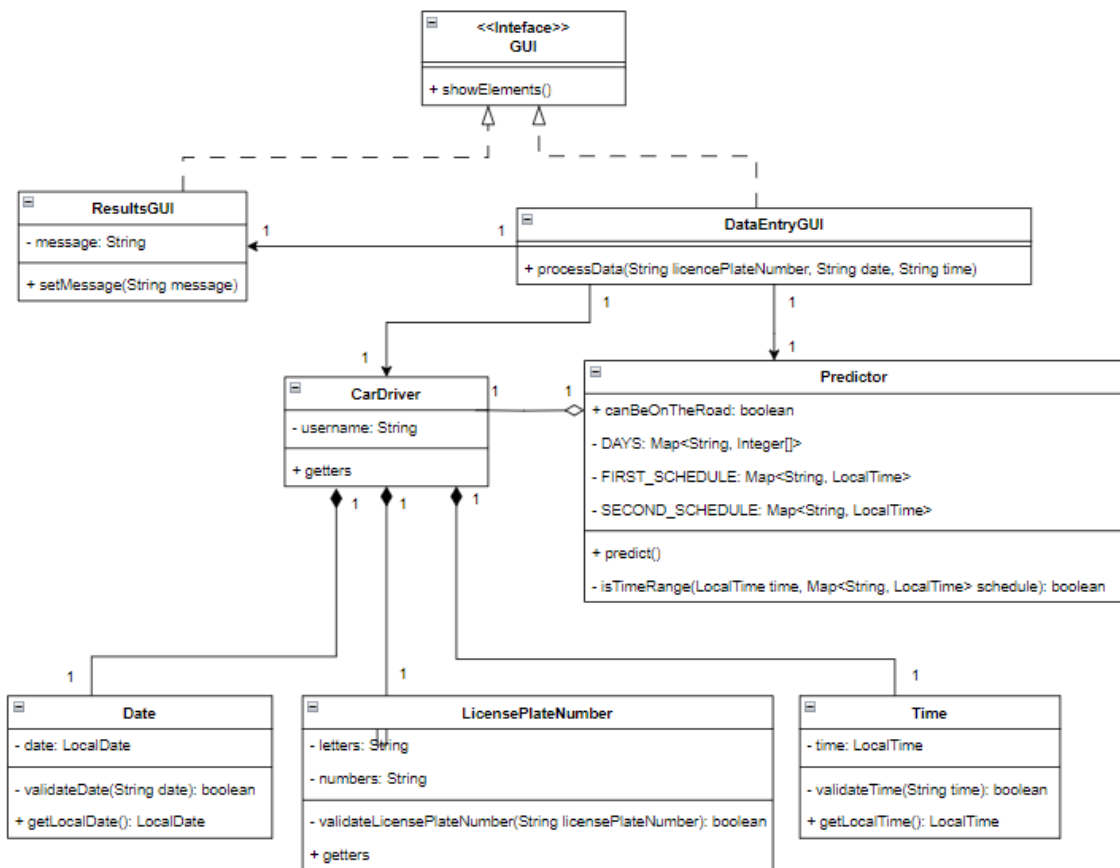 <<Inteface>>
GUI
+ showElements()
ResultsGUI
- message: String
+ setMessage(String message)
1
1
DataEntryGUI
+ processData(String licencePlateNumber, String date, String time)
1
1
1
1
CarDriver
- username: String
+ getters
1
1
Predictor
+ canBeOnTheRoad: boolean
- DAYS: Map<String, Integer[]>
- FIRST_SCHEDULE: Map<String, LocalTime>
- SECOND_SCHEDULE: Map<String, LocalTime>
+ predict()
- isTimeRange(LocalTime time, Map<String, LocalTime> schedule): boolean
1
1
1
1
1
1
Date
- date: LocalDate
- validateDate(String date): boolean
+ getLocalDate(): LocalDate
LicensePlateNumber
- letters: String
- numbers: String
- validateLicensePlateNumber(String licensePlateNumber): boolean
+ getters
Time
- time: LocalTime
- validateTime(String time): boolean
+ getLocalTime(): LocalTime